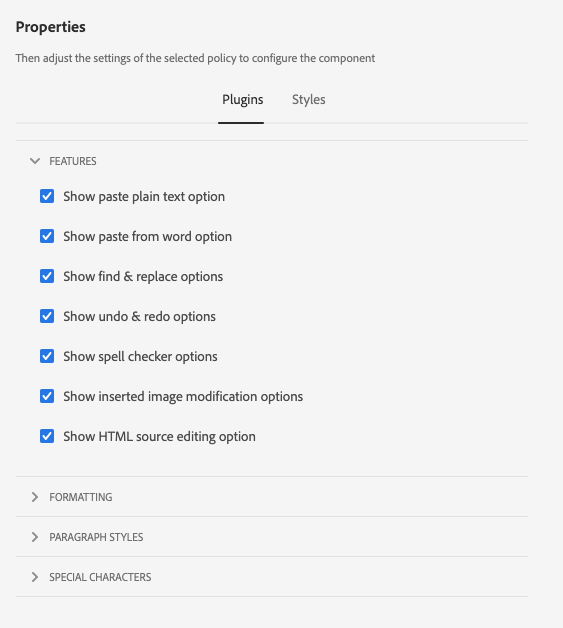 Properties
Then adjust the settings of the selected policy to configure the component
Plugins Styles
FEATURES
Show paste plain text option
Show paste from word option
Show find & replace options
Show undo & redo options
Show spell checker options
Show inserted image modification options
Show HTML source editing option
FORMATTING
PARAGRAPH STYLES
SPECIAL CHARACTERS